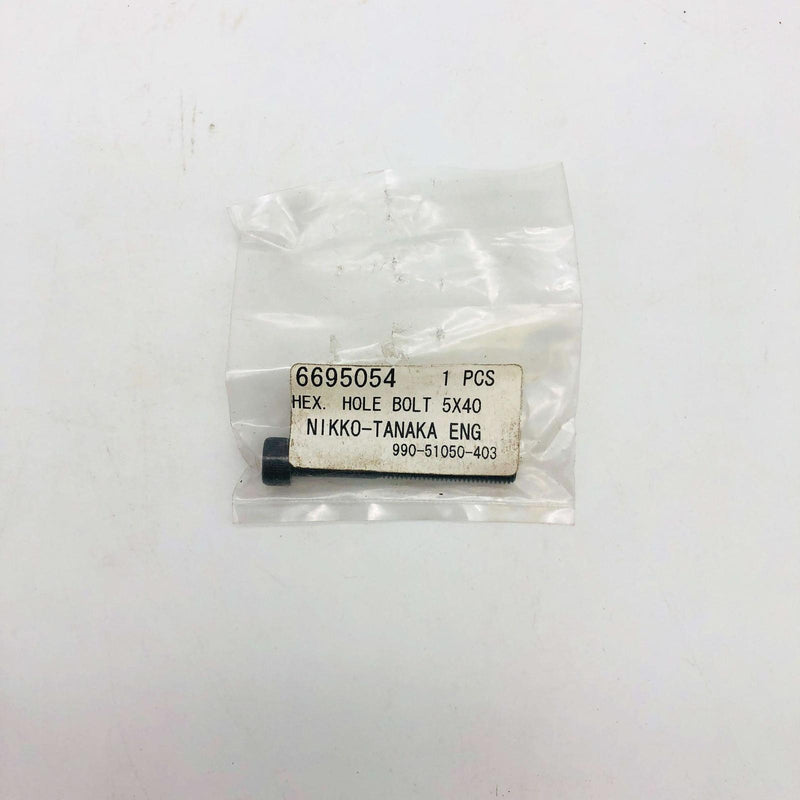 6695054 1 PCS
HEX. HOLE BOLT 5X40
NIKKO-TANAKA ENG
990-51050-403